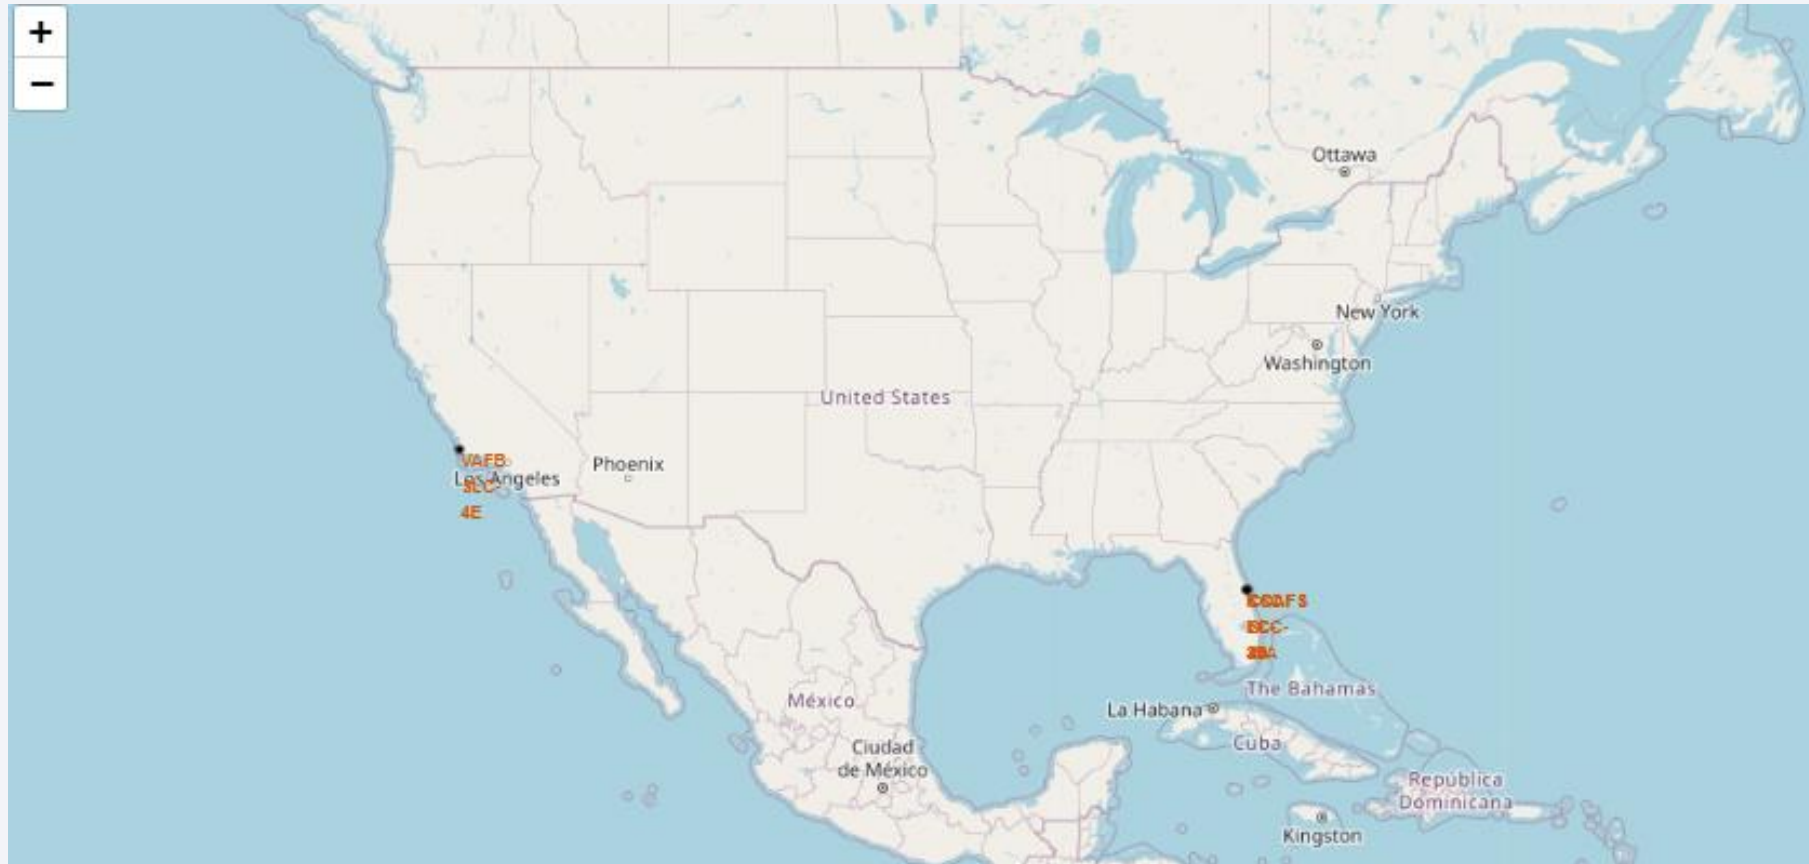 +
−
Ottawa
New York
Washington
United States
VAFB
Los Angeles
Phoenix
4E
The Bahamas
México
La Habana
Cuba
Ciudad
de México
República
Dominicana
Kingston